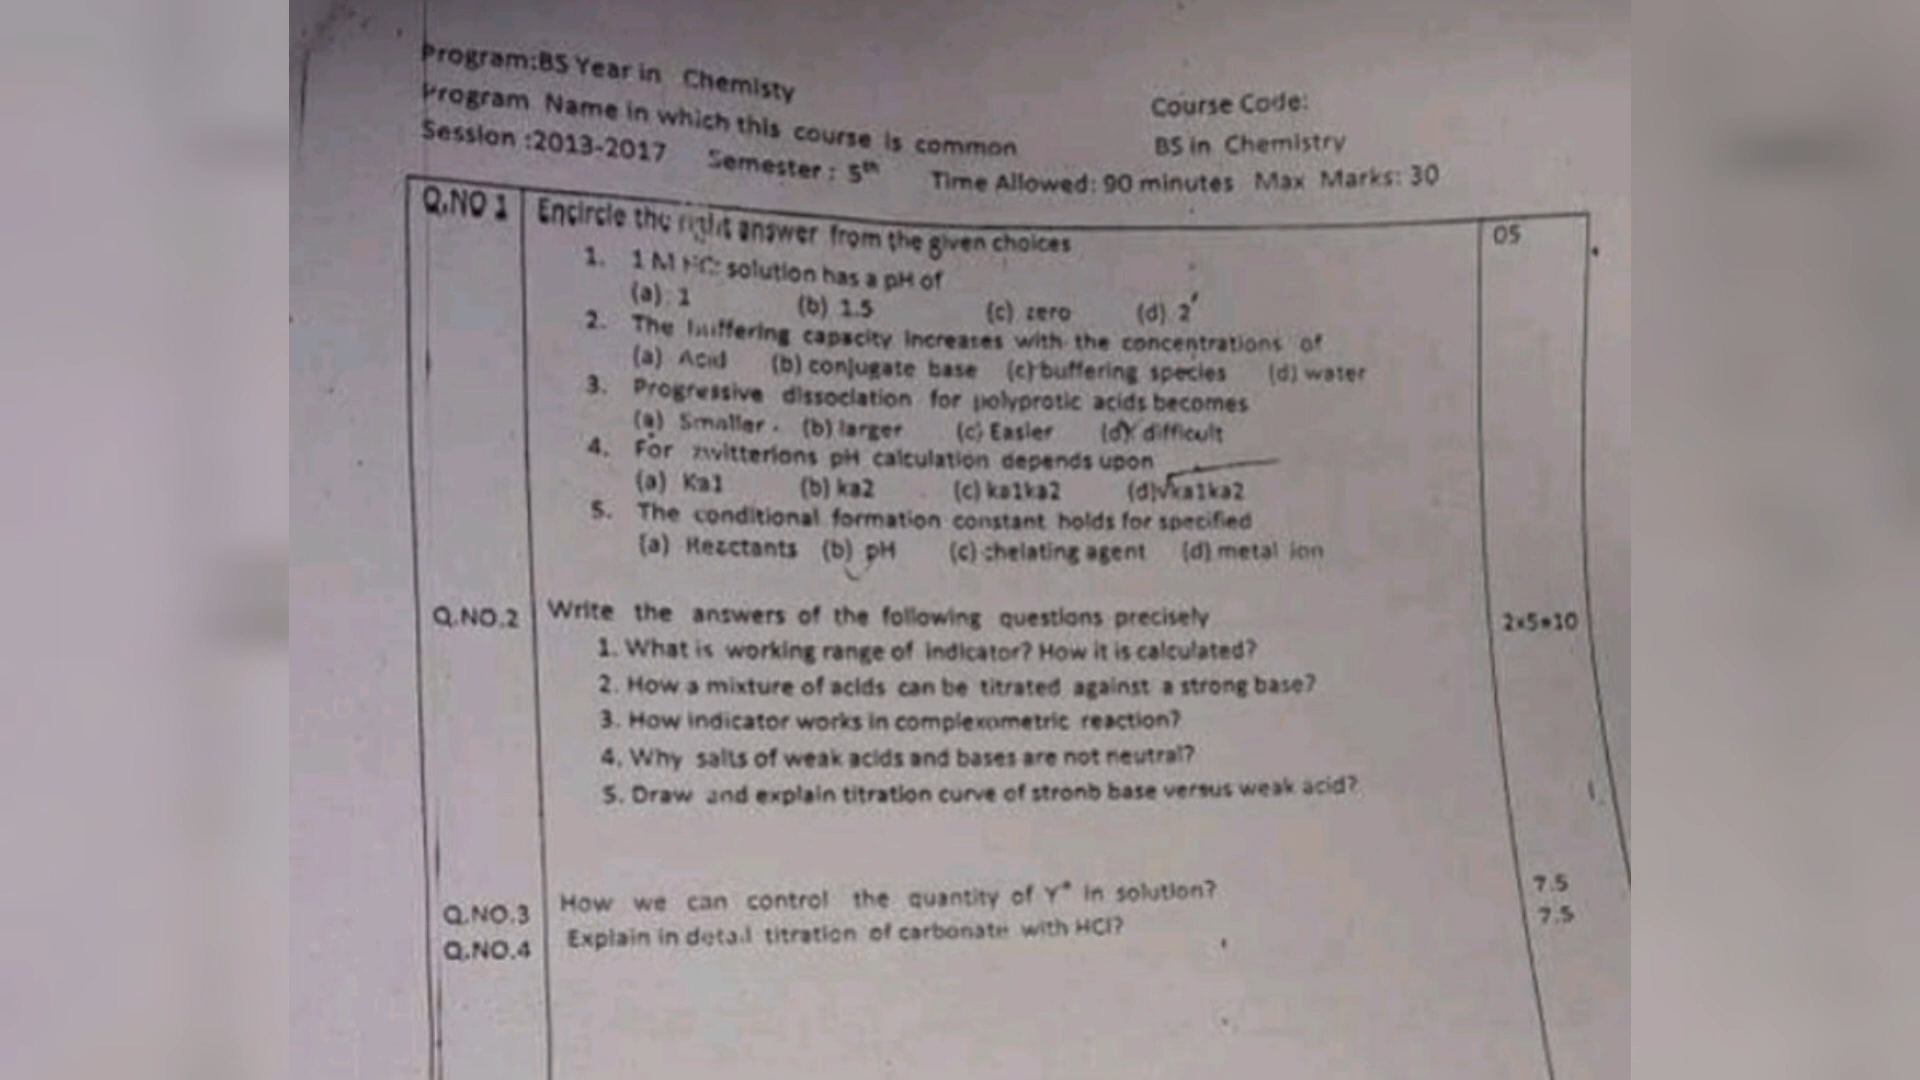 Program:BS Year in Chemisty
Course Code:
Program Name in which this course is common
BS in Chemistry
Session :2013-2017 Semester : 5th Time Allowed: 90 minutes Max Marks: 30
Q.NO 1 Encircle the right answer from the given choices 05
1. 1 M HCl solution has a pH of
(a) 1 (b) 1.5 (c) zero (d) 2
2. The buffering capacity increases with the concentrations of
(a) Acid (b) conjugate base (c) buffering species (d) water
3. Progressive dissociation for polyprotic acids becomes
(a) Smaller (b) larger (c) Easier (d) difficult
4. For zwitterions pH calculation depends upon
(a) Ka1 (b) ka2 (c) ka1ka2 (d)√ka1ka2
5. The conditional formation constant holds for specified
(a) Reactants (b) pH (c) chelating agent (d) metal ion
Q.NO.2 Write the answers of the following questions precisely 2×5=10
1. What is working range of indicator? How it is calculated?
2. How a mixture of acids can be titrated against a strong base?
3. How indicator works in complexometric reaction?
4. Why salts of weak acids and bases are not neutral?
5. Draw and explain titration curve of stronb base versus weak acid?
Q.NO.3 How we can control the quantity of in solution? 7.5
Q.NO.4 Explain in detail titration of carbonate with HCl? 7.5